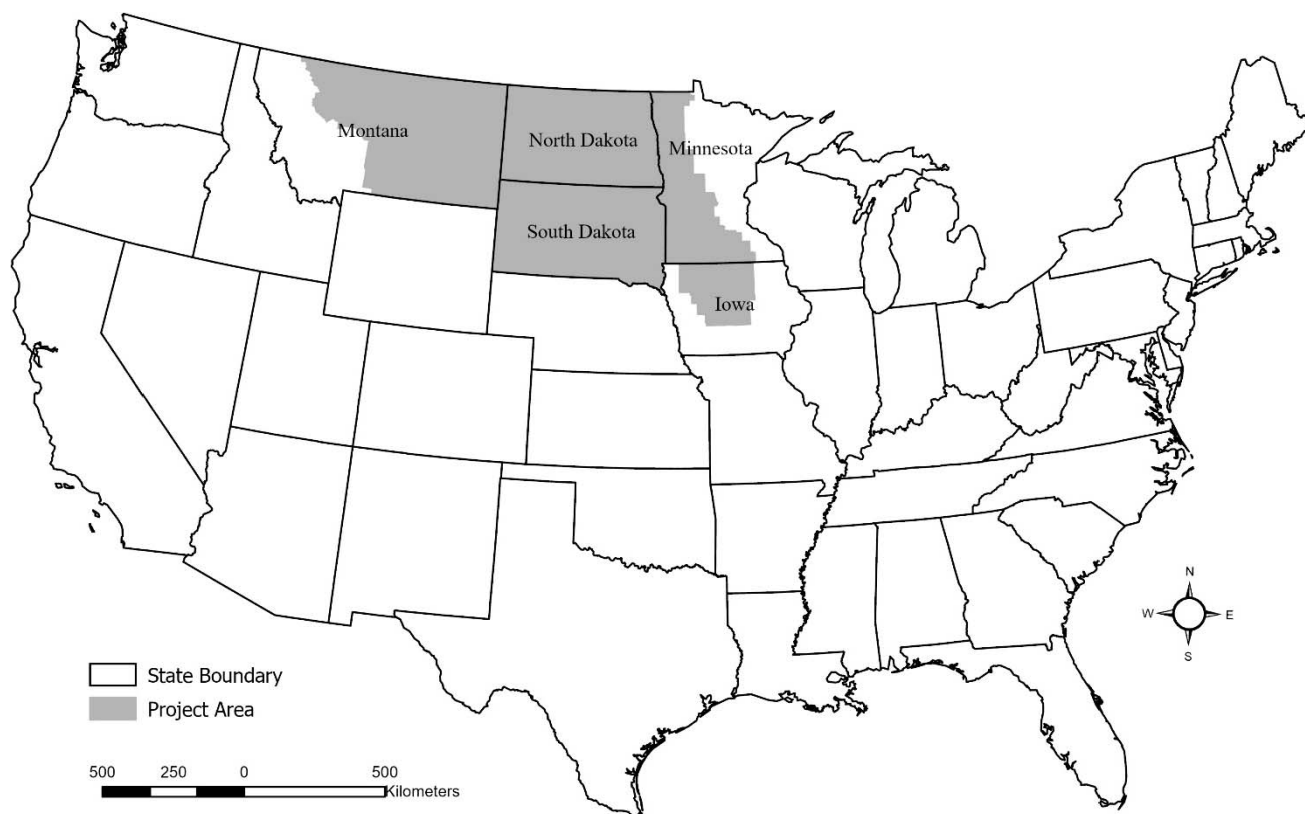 Montana
North Dakota
Minnesota
South Dakota
Iowa
N
W E
S
State Boundary
Project Area
500 250 0 500
Kilometers